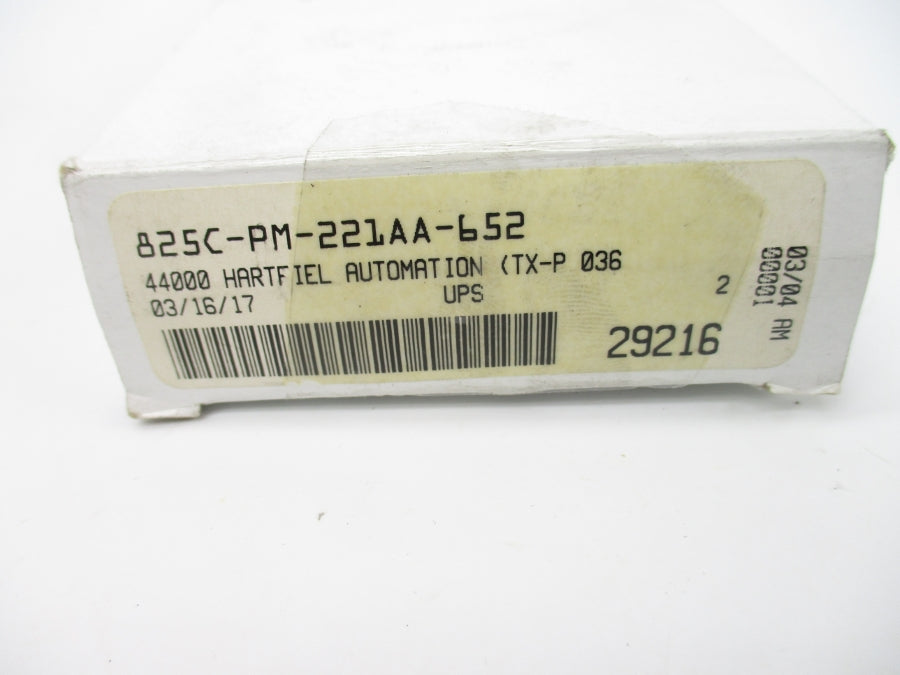 825C-PM-221AA-652
44000 HARTFIEL AUTOMATION (TX-P 036
03/16/17 UPS 2
29216
03/04 AM
00001